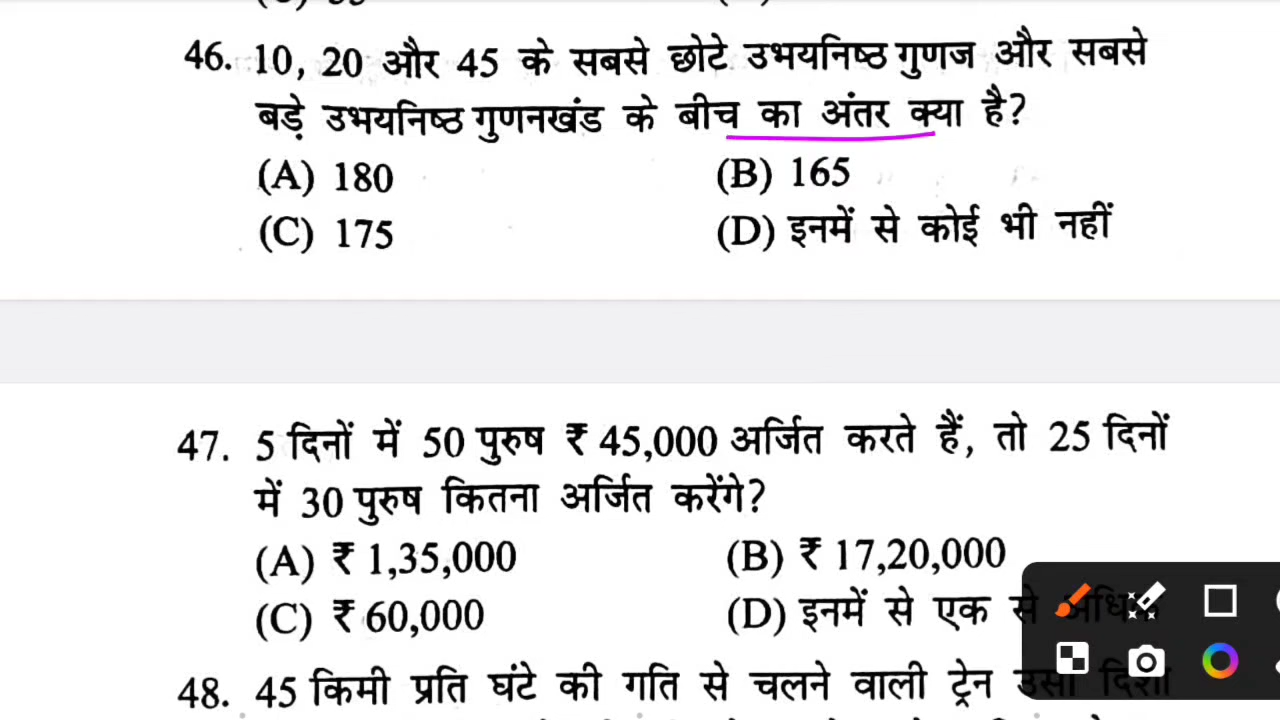 46. 10, 20 और 45 के सबसे छोटे उभयनिष्ठ गुणज और सबसे
बड़े उभयनिष्ठ गुणनखंड के बीच का अंतर क्या है?
(A) 180 (B) 165
(C) 175 (D) इनमें से कोई भी नहीं
47. 5 दिनों में 50 पुरुष ₹ 45,000 अर्जित करते हैं, तो 25 दिनों
में 30 पुरुष कितना अर्जित करेंगे?
(A) ₹ 1,35,000 (B) ₹ 17,20,000
(C) ₹ 60,000 (D) इनमें से एक से अधिक
48. 45 किमी प्रति घंटे की गति से चलने वाली ट्रेन उसी दिशा